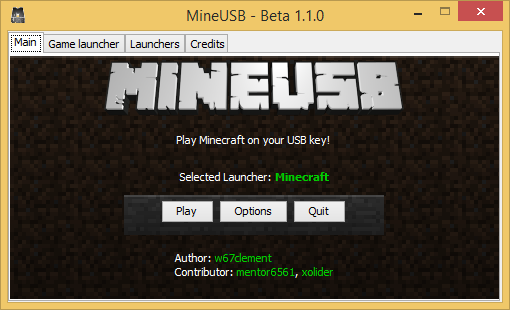 MineUSB - Beta 1.1.0
Main Game launcher Launchers Credits
MINEUSB
Play Minecraft on your USB key!
Selected Launcher: Minecraft
Play Options Quit
Author: w67clement
Contributor: mentor6561, xolider